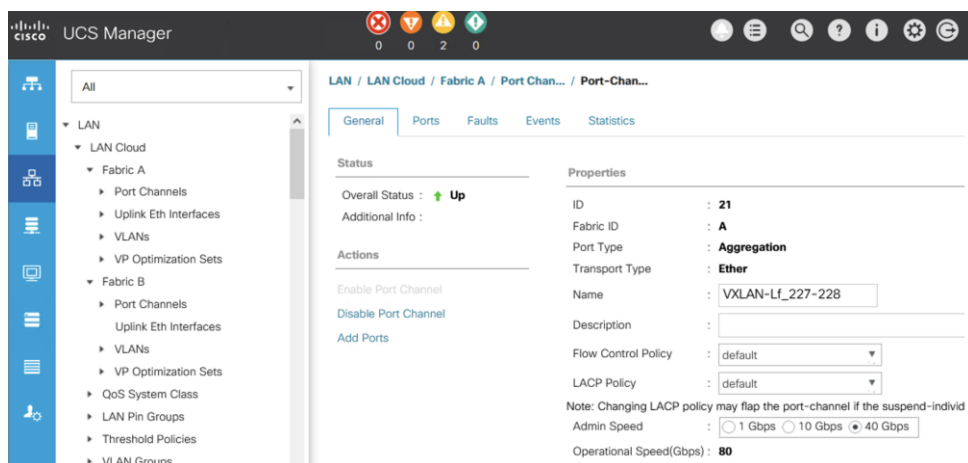 cisco UCS Manager
0 0 2 0
All
LAN
LAN Cloud
Fabric A
Port Channels
Uplink Eth Interfaces
VLANs
VP Optimization Sets
Fabric B
Port Channels
Uplink Eth Interfaces
VLANs
VP Optimization Sets
QoS System Class
LAN Pin Groups
Threshold Policies
VLAN Groups
LAN / LAN Cloud / Fabric A / Port Chan... / Port-Chan...
General Ports Faults Events Statistics
Status
Overall Status : Up
Additional Info :
Actions
Enable Port Channel
Disable Port Channel
Add Ports
Properties
ID : 21
Fabric ID : A
Port Type : Aggregation
Transport Type : Ether
Name : VXLAN-Lf_227-228
Description :
Flow Control Policy : default
LACP Policy : default
Note: Changing LACP policy may flap the port-channel if the suspend-individ
Admin Speed : 1 Gbps 10 Gbps 40 Gbps
Operational Speed(Gbps) : 80